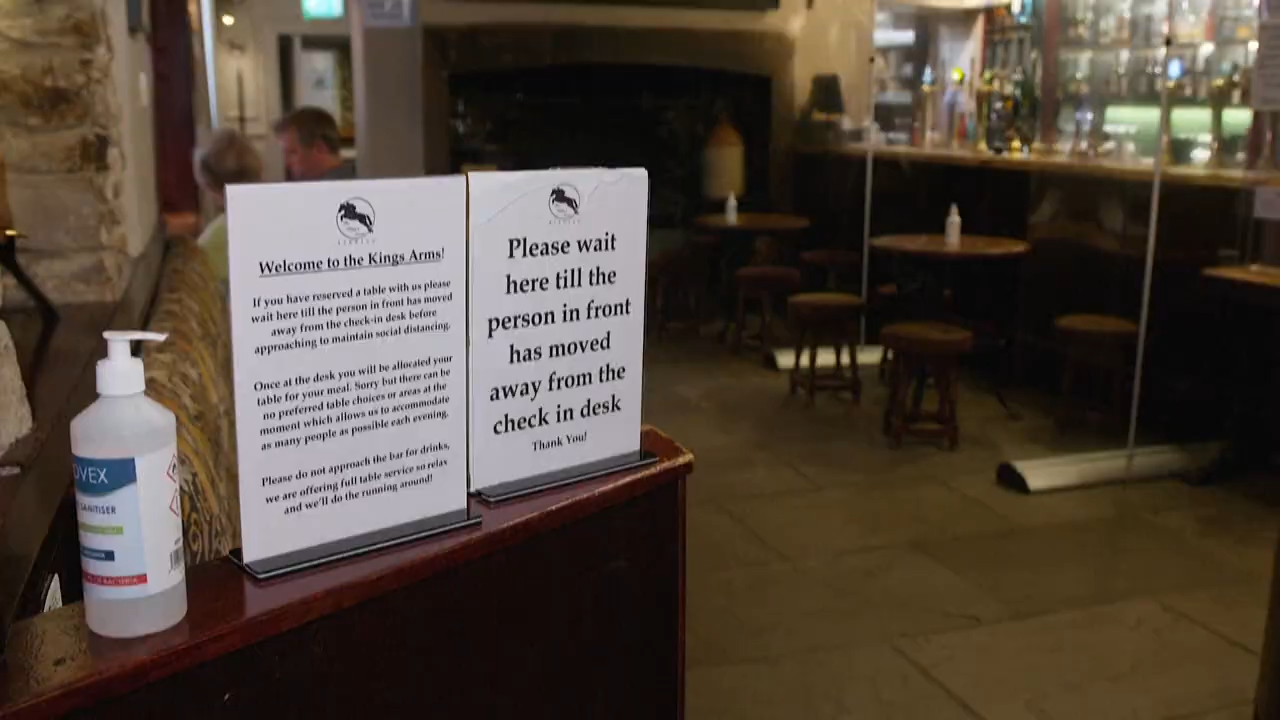 Welcome to the Kings Arms!
If you have reserved a table with us please
wait here till the person in front has moved
away from the check-in desk before
approaching to maintain social distancing.
Once at the desk you will be allocated your
table for your meal. Sorry but there can be
no preferred table choices or areas at the
moment which allows us to accommodate
as many people as possible each evening.
Please do not approach the bar for drinks,
we are offering full table service so relax
and we'll do the running around!
Please wait
here till the
person in front
has moved
away from the
check in desk
Thank You!
OVEX
SANITISER
BACTERIA